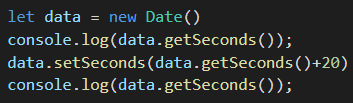 let data = new Date()
console.log(data.getSeconds());
data.setSeconds(data.getSeconds()+20)
console.log(data.getSeconds());